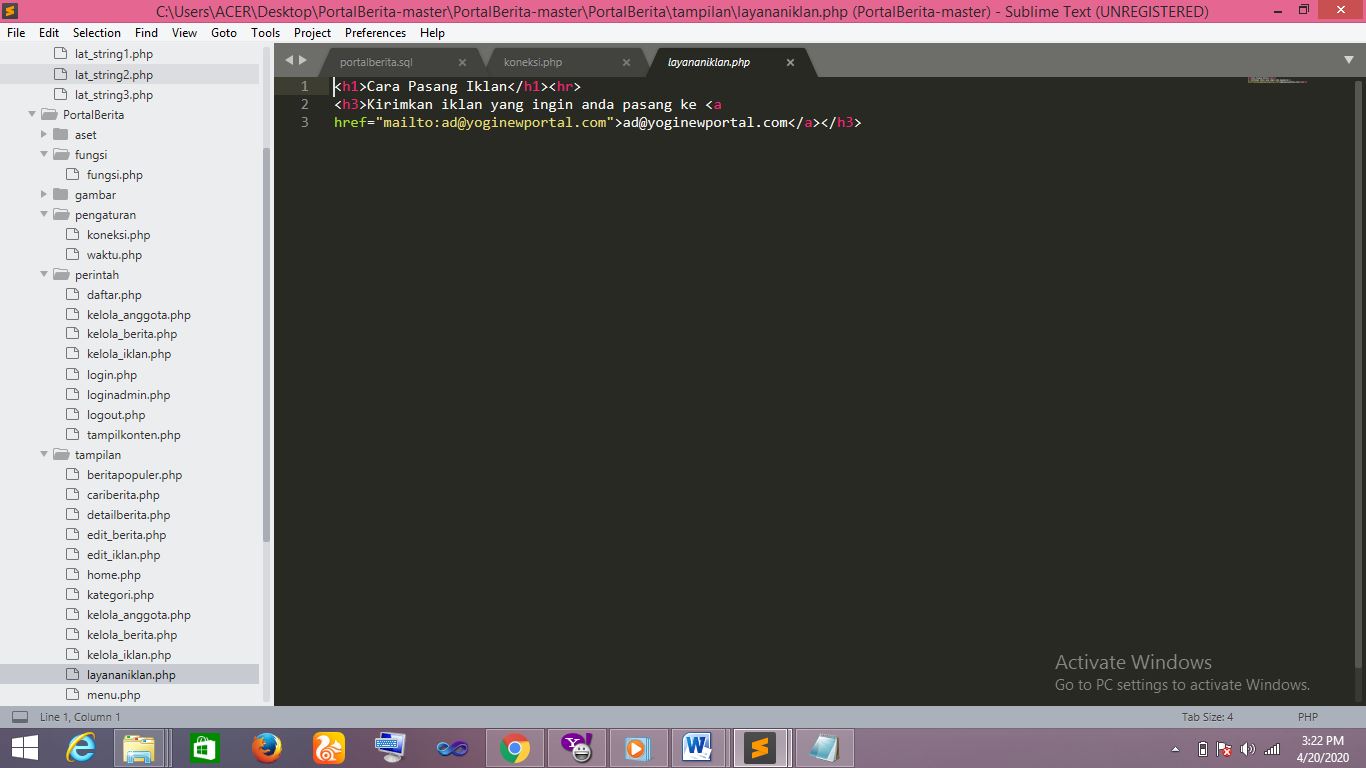 C:\Users\ACER\Desktop\PortalBerita-master\PortalBerita-master\PortalBerita\tampilan\layananiklan.php (PortalBerita-master) - Sublime Text (UNREGISTERED)
File Edit Selection Find View Goto Tools Project Preferences Help
lat_string1.php
lat_string2.php
lat_string3.php
PortalBerita
aset
fungsi
fungsi.php
gambar
pengaturan
koneksi.php
waktu.php
perintah
daftar.php
kelola_anggota.php
kelola_berita.php
kelola_iklan.php
login.php
loginadmin.php
logout.php
tampilkonten.php
tampilan
beritapopuler.php
cariberita.php
detailberita.php
edit_berita.php
edit_iklan.php
home.php
kategori.php
kelola_anggota.php
kelola_berita.php
kelola_iklan.php
layananiklan.php
menu.php
portalberita.sql koneksi.php layananiklan.php
1 <h1>Cara Pasang Iklan</h1><hr>
2 <h3>Kirimkan iklan yang ingin anda pasang ke <a
3 href="mailto:ad@yoginewportal.com">ad@yoginewportal.com</a></h3>
Activate Windows
Go to PC settings to activate Windows.
Line 1, Column 1 Tab Size: 4 PHP
3:22 PM
4/20/2020